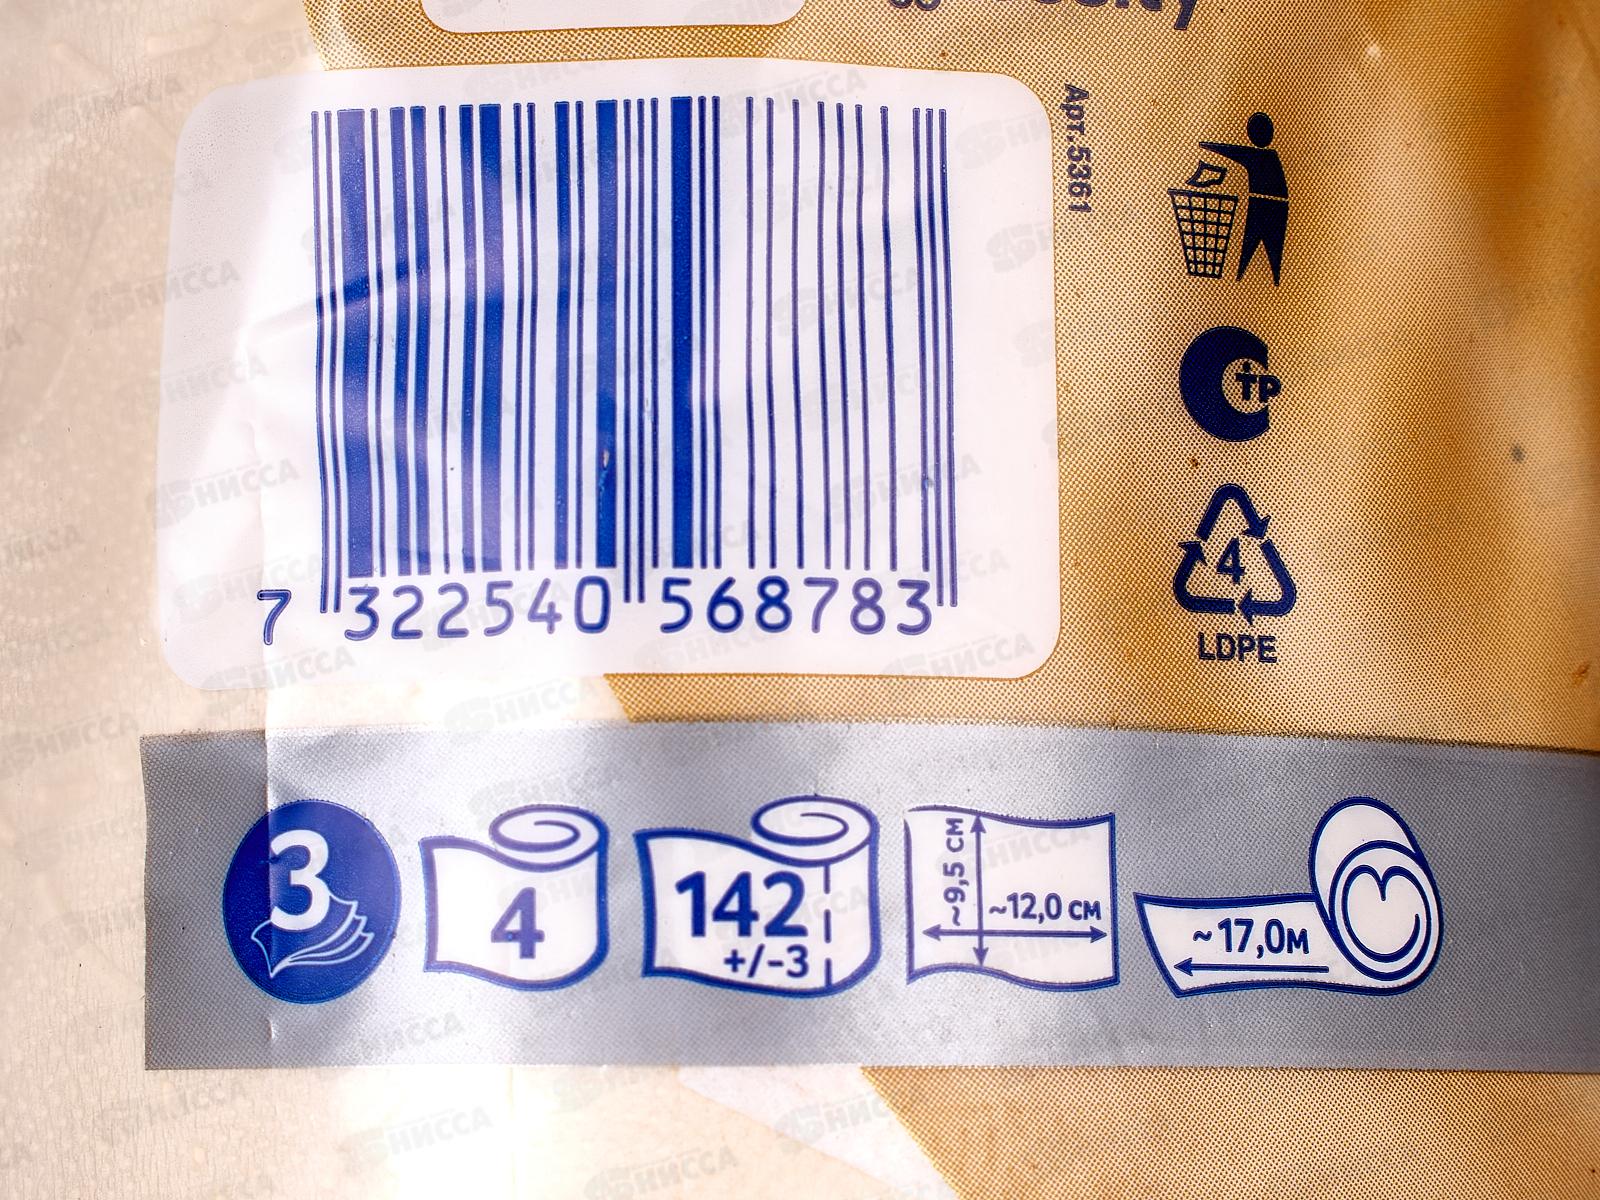 Арт.5361
7 322540 568783
СТР
4
LDPE
3
4
142
+/-3
~9,5 см
~12,0 см
~17,0м
НИССА